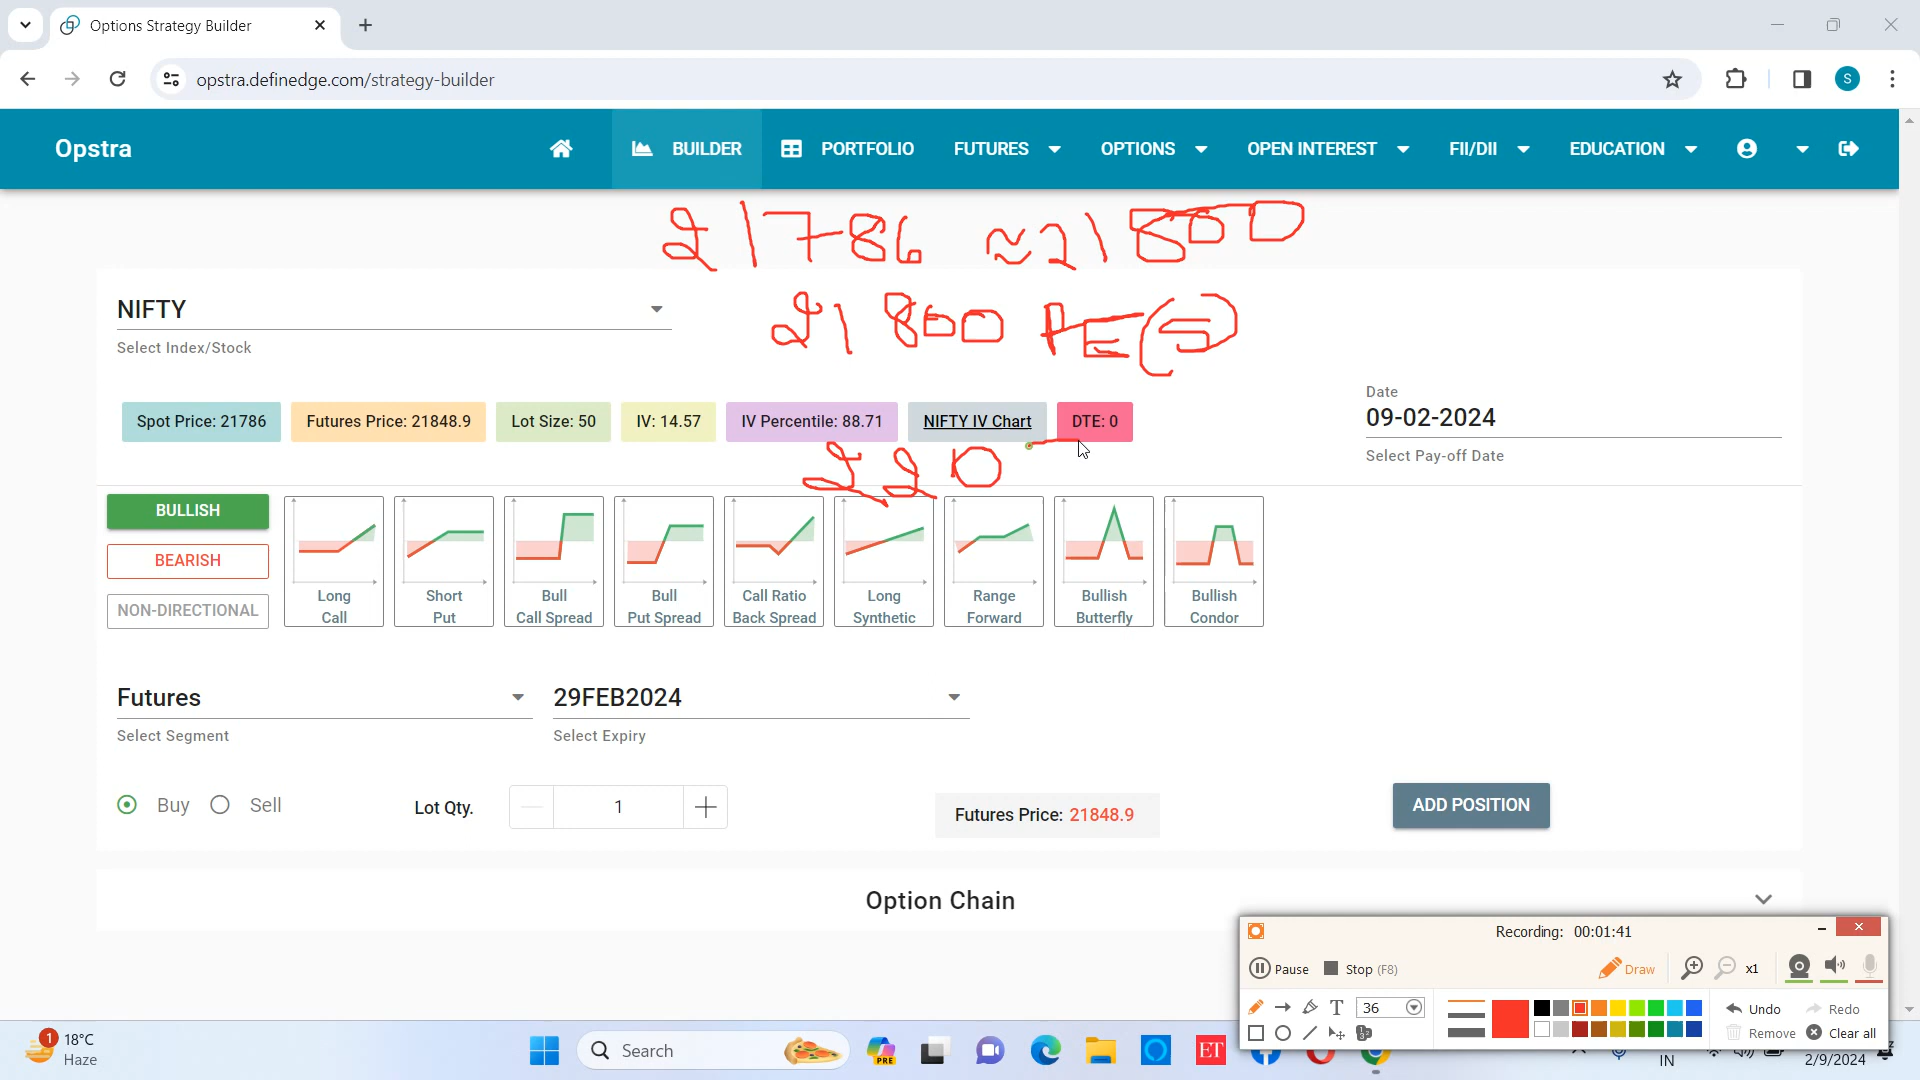 Options Strategy Builder
opstra.definedge.com/strategy-builder
S
Opstra
BUILDER
PORTFOLIO
FUTURES
OPTIONS
OPEN INTEREST
FII/DII
EDUCATION
21786 ≈21800
21800 PE(S)
NIFTY
Select Index/Stock
Spot Price: 21786
Futures Price: 21848.9
Lot Size: 50
IV: 14.57
IV Percentile: 88.71
NIFTY IV Chart
DTE: 0
Date
09-02-2024
Select Pay-off Date
220
BULLISH
BEARISH
NON-DIRECTIONAL
Long
Call
Short
Put
Bull
Call Spread
Bull
Put Spread
Call Ratio
Back Spread
Long
Synthetic
Range
Forward
Bullish
Butterfly
Bullish
Condor
Futures
Select Segment
29FEB2024
Select Expiry
Buy
Sell
Lot Qty.
1
Futures Price: 21848.9
ADD POSITION
Option Chain
Recording: 00:01:41
Pause
Stop (F8)
Draw
x1
T
36
Undo
Redo
Remove
Clear all
1
18°C
Haze
Search
PRE
ET
IN
2/9/2024